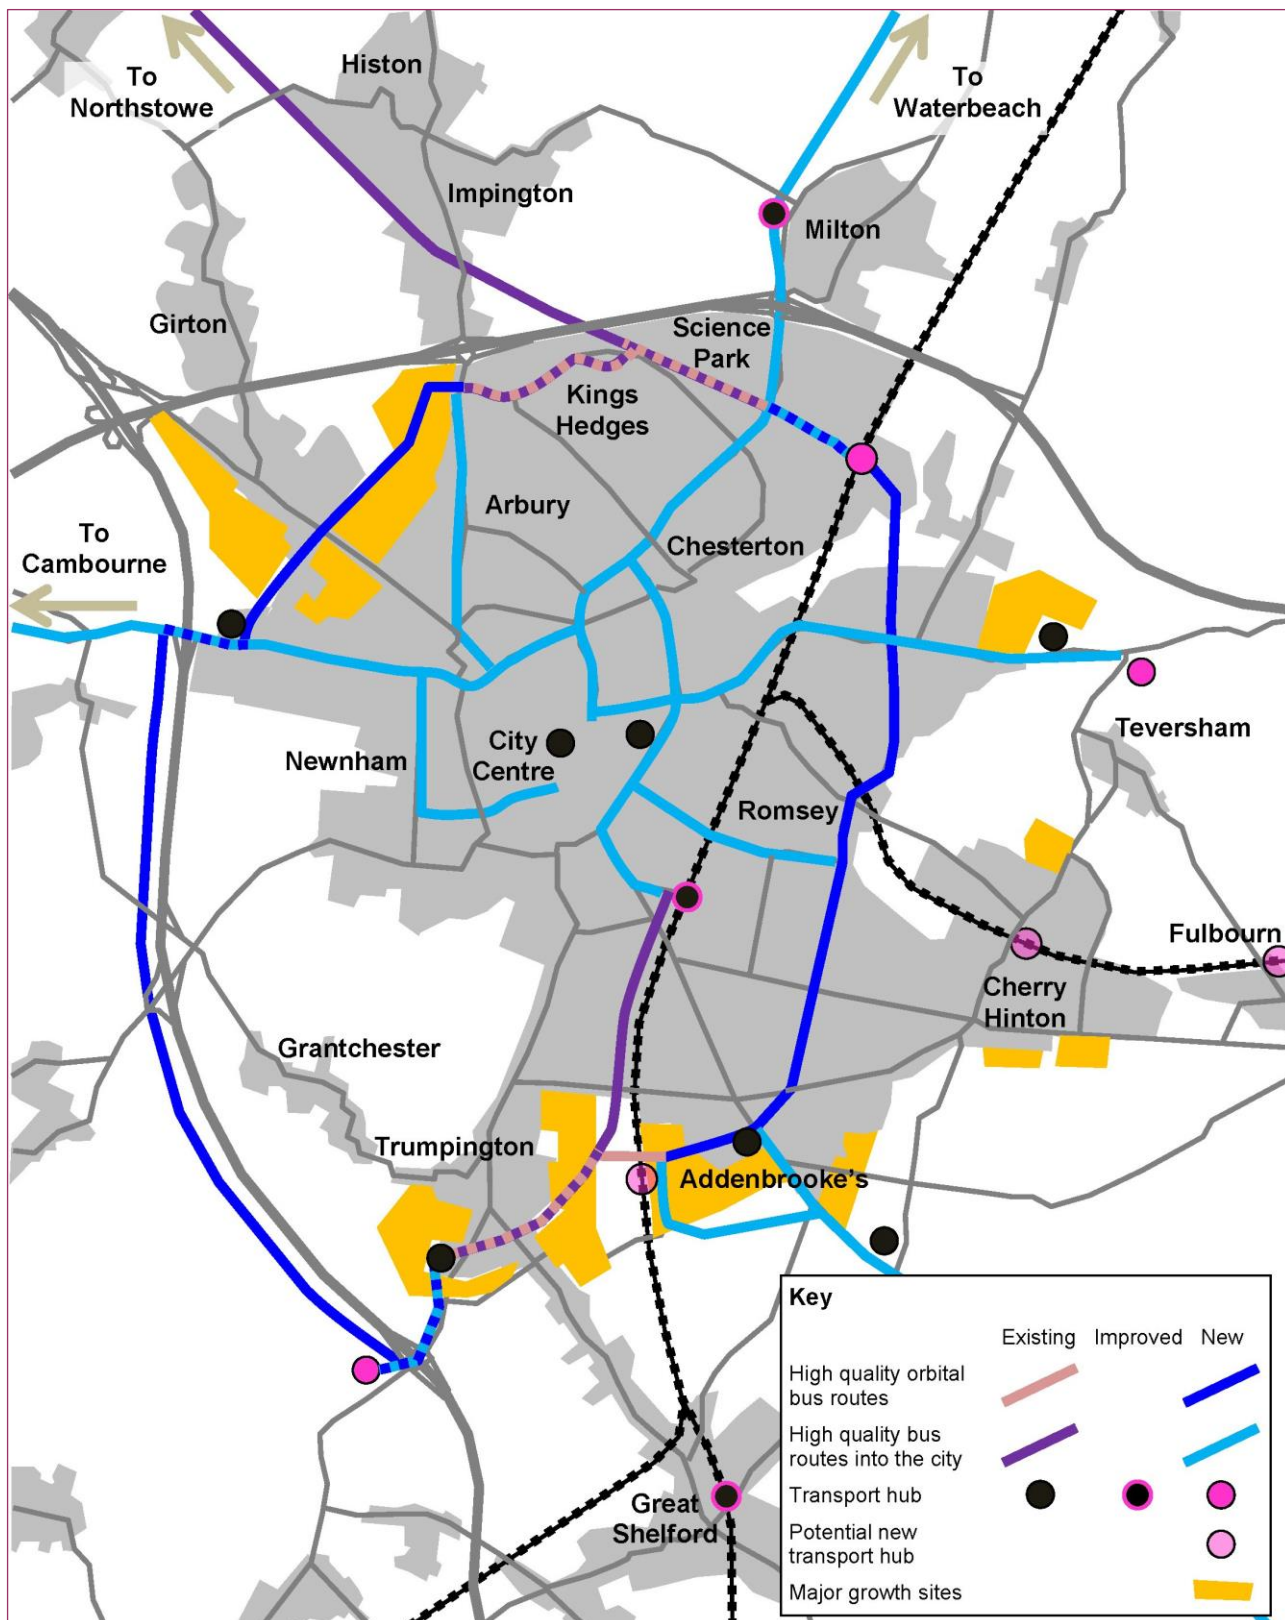 Histon
To
Northstowe
To
Waterbeach
Impington
Milton
Girton
Science
Park
Kings
Hedges
Arbury
To
Cambourne
Chesterton
Teversham
City
Centre
Newnham
Romsey
Fulbourn
Cherry
Hinton
Grantchester
Trumpington
Addenbrooke's
Great
Shelford
Key
Existing Improved New
High quality orbital
bus routes
High quality bus
routes into the city
Transport hub
Potential new
transport hub
Major growth sites